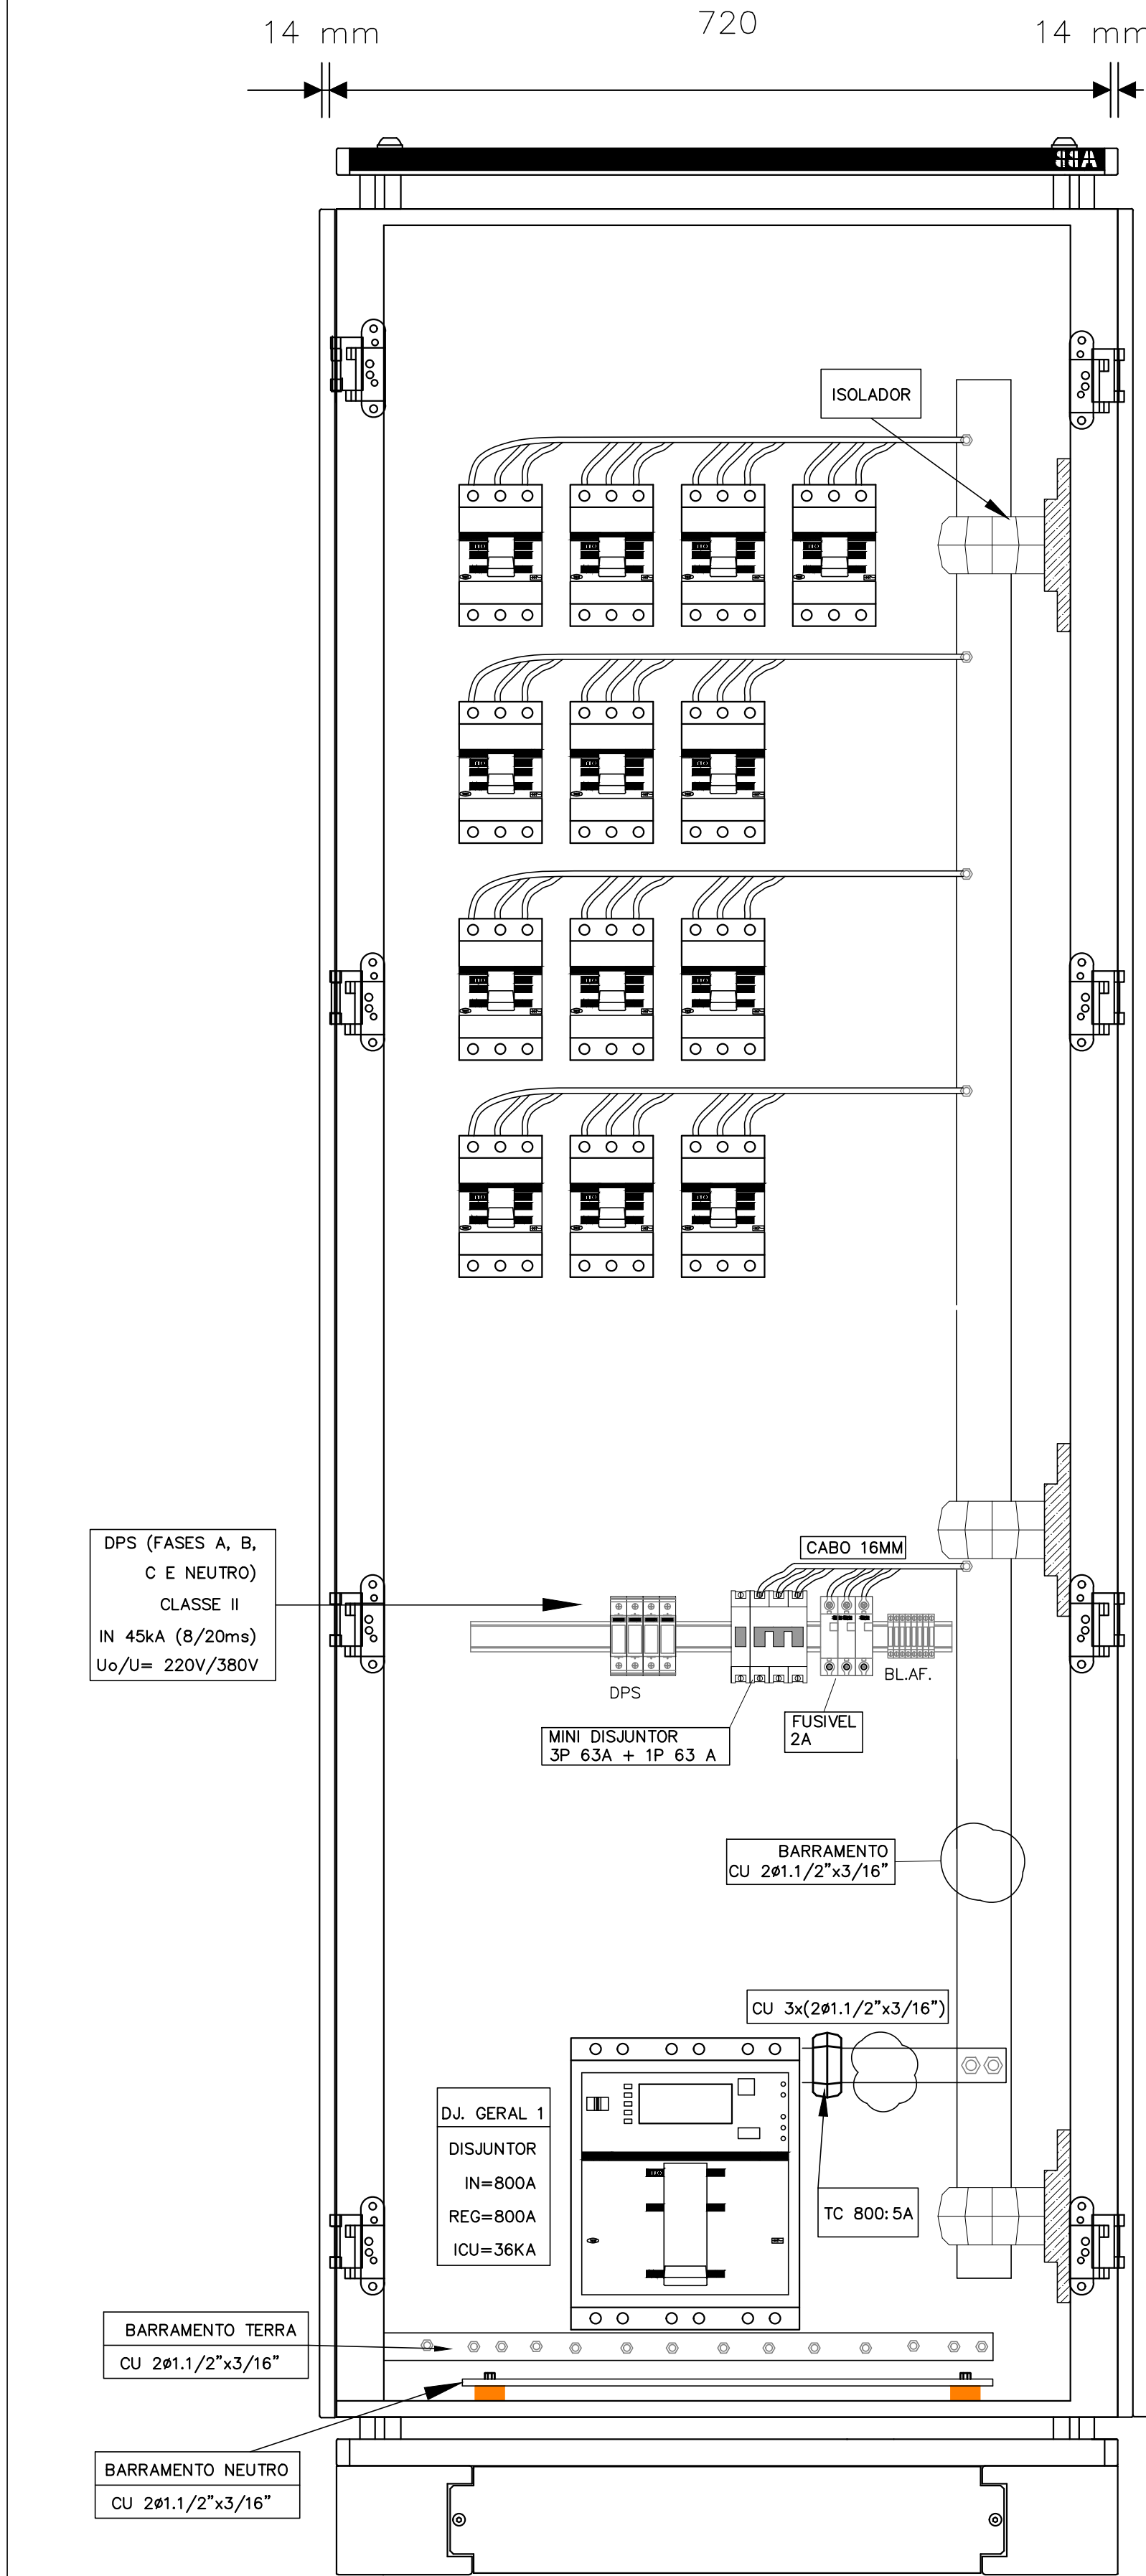 14 mm
720
14 mm
ISOLADOR
DPS (FASES A, B,
C E NEUTRO)
CLASSE II
IN 45kA (8/20ms)
Uo/U= 220V/380V
CABO 16MM
DPS
BL.AF.
MINI DISJUNTOR
3P 63A + 1P 63 A
FUSIVEL
2A
BARRAMENTO
CU 2ø1.1/2"x3/16"
CU 3x(2ø1.1/2"x3/16")
DJ. GERAL 1
DISJUNTOR
IN=800A
REG=800A
ICU=36KA
TC 800:5A
BARRAMENTO TERRA
CU 2ø1.1/2"x3/16"
BARRAMENTO NEUTRO
CU 2ø1.1/2"x3/16"